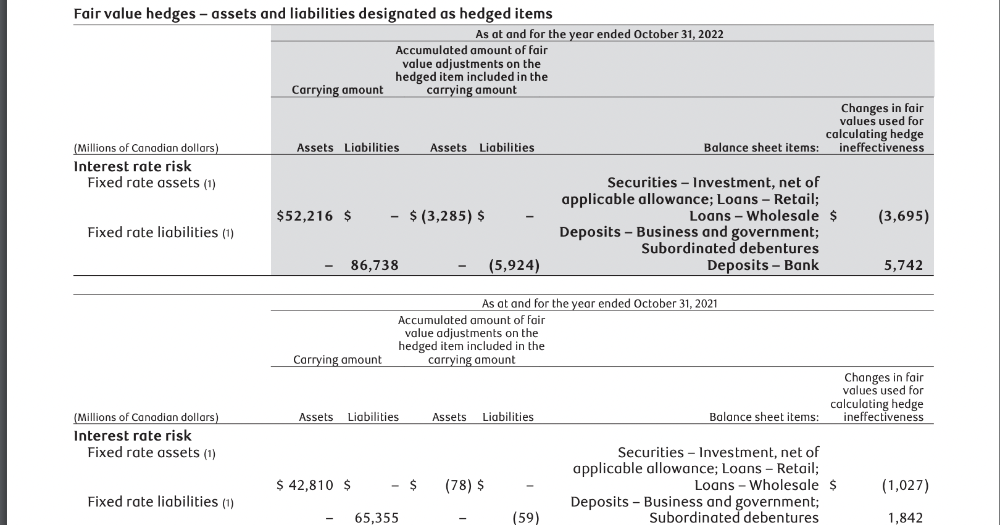 Fair value hedges – assets and liabilities designated as hedged items
As at and for the year ended October 31, 2022
Accumulated amount of fair
value adjustments on the
hedged item included in the
Carrying amount carrying amount
Changes in fair
values used for
calculating hedge
(Millions of Canadian dollars) Assets Liabilities Assets Liabilities Balance sheet items: ineffectiveness
Interest rate risk
Fixed rate assets (1) Securities – Investment, net of
applicable allowance; Loans – Retail;
$52,216 $ – $ (3,285) $ – Loans – Wholesale $ (3,695)
Fixed rate liabilities (1) Deposits – Business and government;
Subordinated debentures
– 86,738 – (5,924) Deposits – Bank 5,742
As at and for the year ended October 31, 2021
Accumulated amount of fair
value adjustments on the
hedged item included in the
Carrying amount carrying amount
Changes in fair
values used for
calculating hedge
(Millions of Canadian dollars) Assets Liabilities Assets Liabilities Balance sheet items: ineffectiveness
Interest rate risk
Fixed rate assets (1) Securities – Investment, net of
applicable allowance; Loans – Retail;
$ 42,810 $ – $ (78) $ – Loans – Wholesale $ (1,027)
Fixed rate liabilities (1) Deposits – Business and government;
– 65,355 – (59) Subordinated debentures 1,842